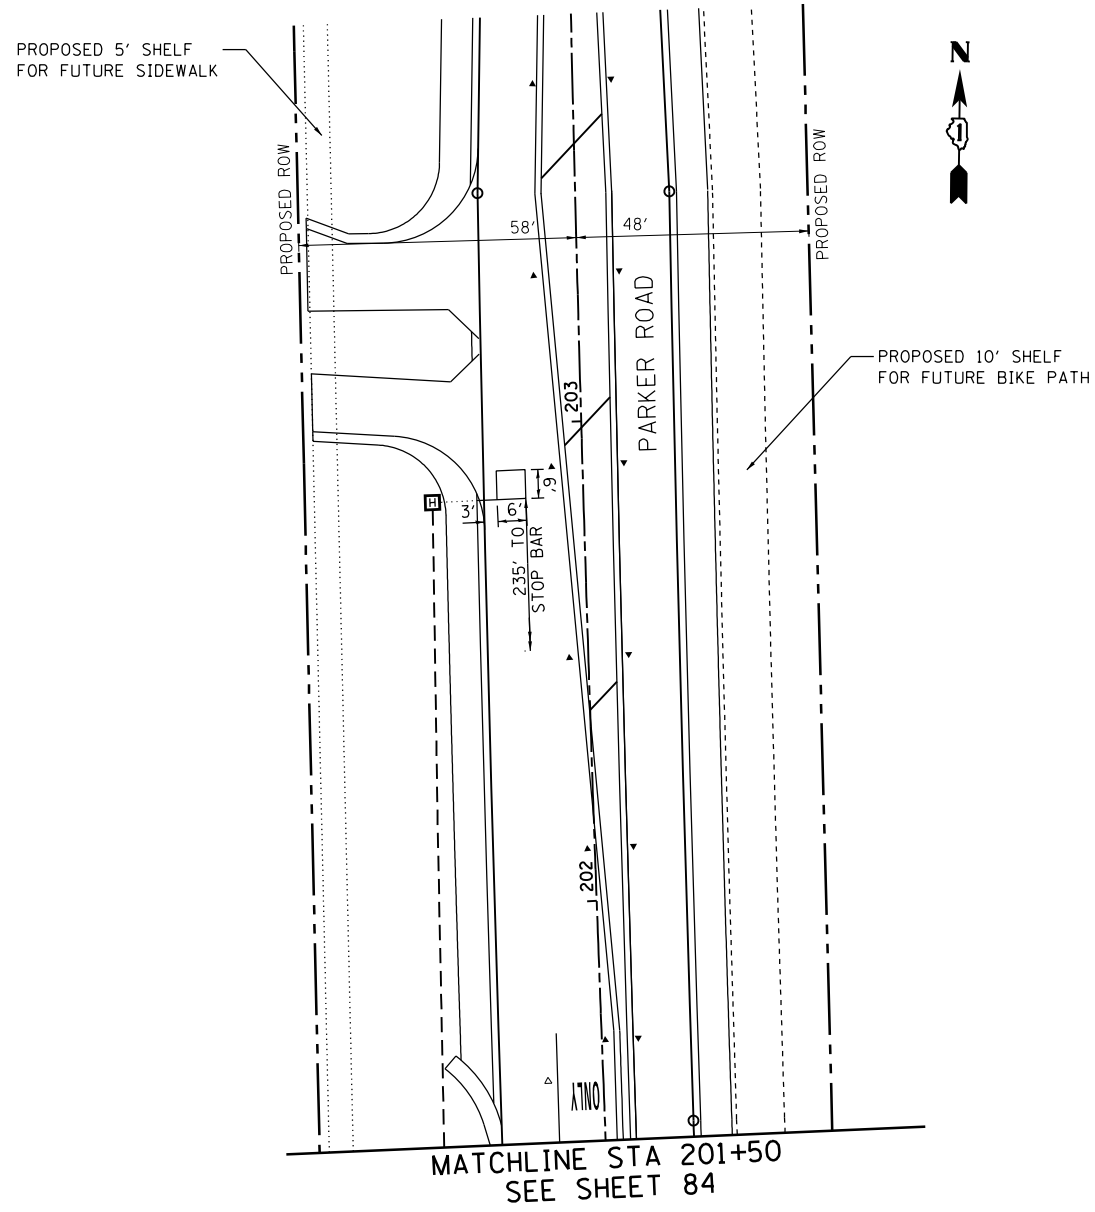 PROPOSED 5' SHELF
FOR FUTURE SIDEWALK
N
1
PROPOSED ROW
PROPOSED ROW
58'
48'
PARKER ROAD
PROPOSED 10' SHELF
FOR FUTURE BIKE PATH
203
H
3'
6'
6'
235' TO
STOP BAR
202
ONLY
MATCHLINE STA 201+50
SEE SHEET 84